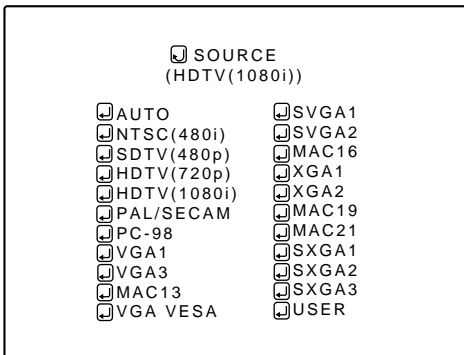 SOURCE
(HDTV(1080i))
AUTO
NTSC(480i)
SDTV(480p)
HDTV(720p)
HDTV(1080i)
PAL/SECAM
PC-98
VGA1
VGA3
MAC13
VGA VESA
SVGA1
SVGA2
MAC16
XGA1
XGA2
MAC19
MAC21
SXGA1
SXGA2
SXGA3
USER